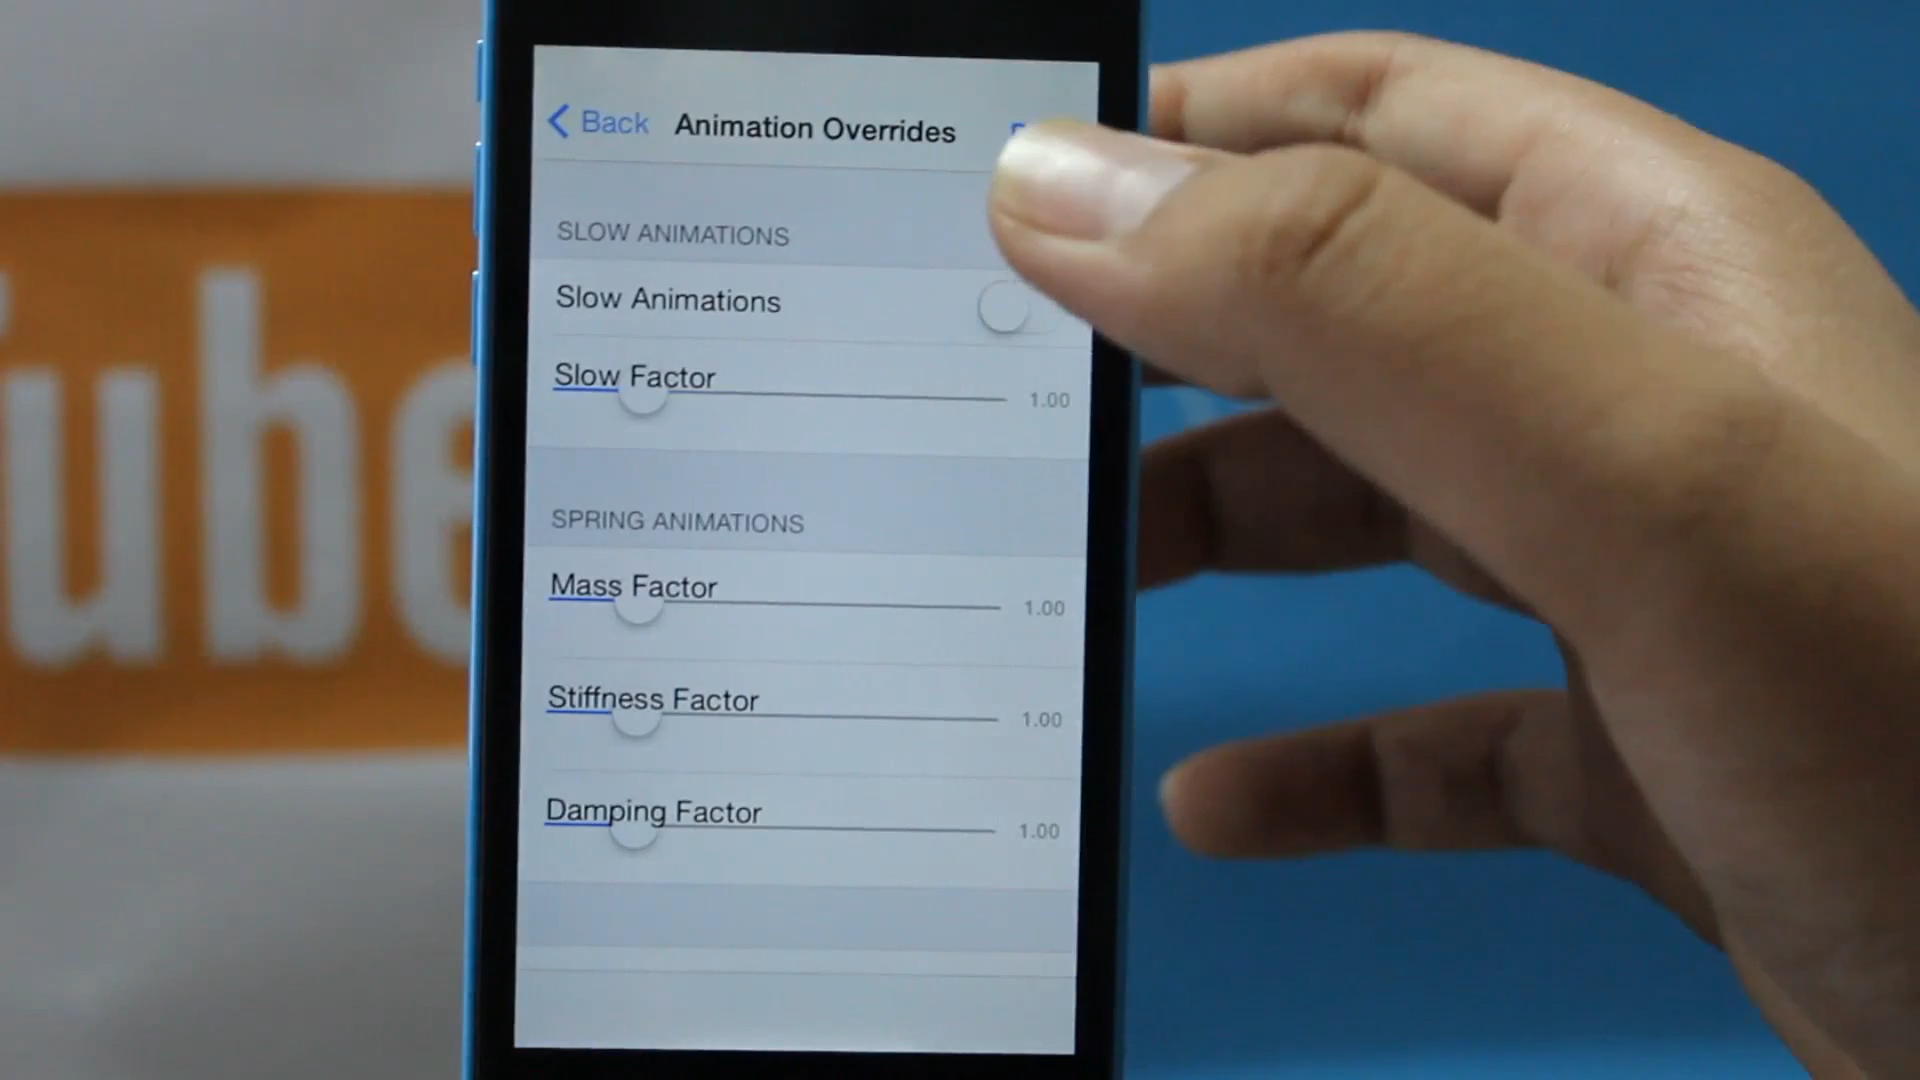 Back Animation Overrides
SLOW ANIMATIONS
Slow Animations
Slow Factor 1.00
SPRING ANIMATIONS
Mass Factor 1.00
Stiffness Factor 1.00
Damping Factor 1.00
ube